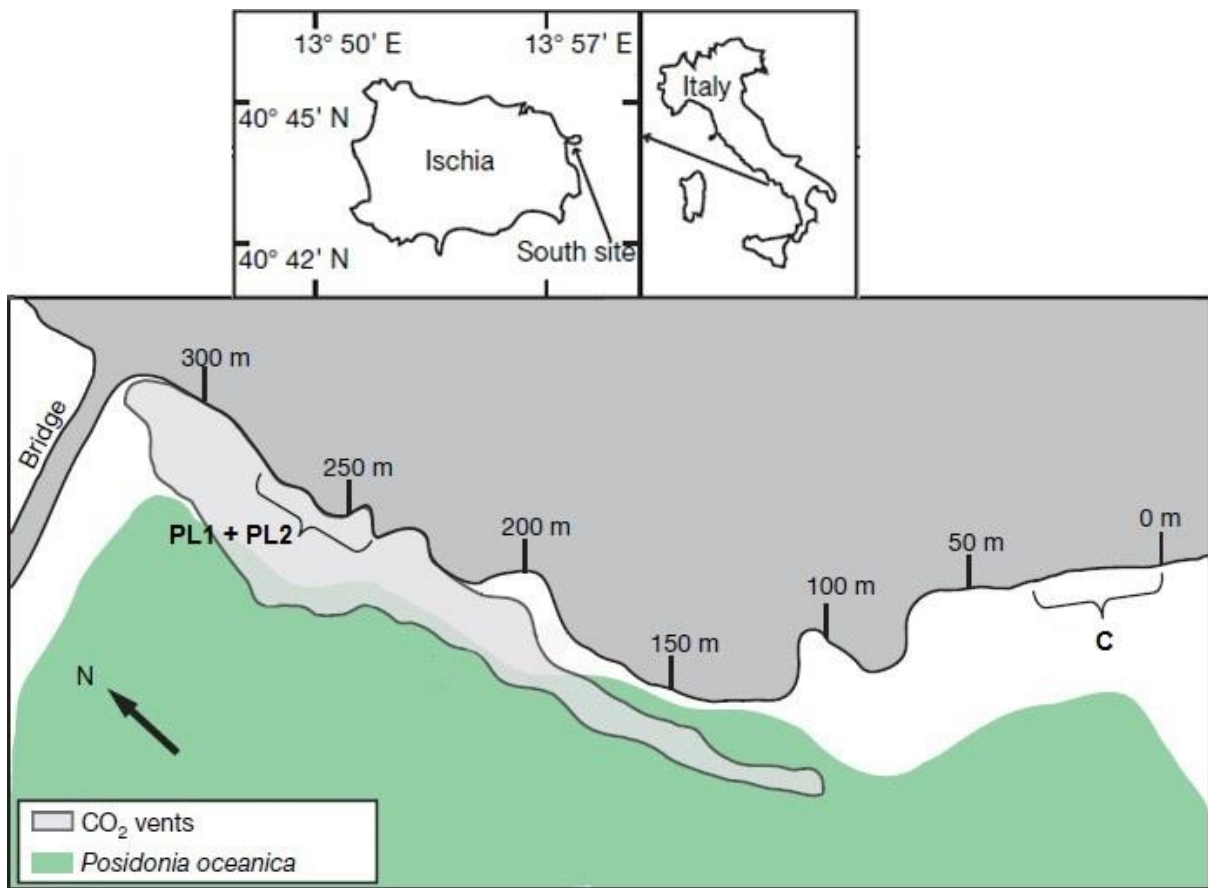 13° 50' E
13° 57' E
Italy
40° 45' N
Ischia
South site
40° 42' N
300 m
Bridge
250 m
PL1 + PL2
200 m
0 m
50 m
100 m
C
150 m
N
CO₂ vents
Posidonia oceanica